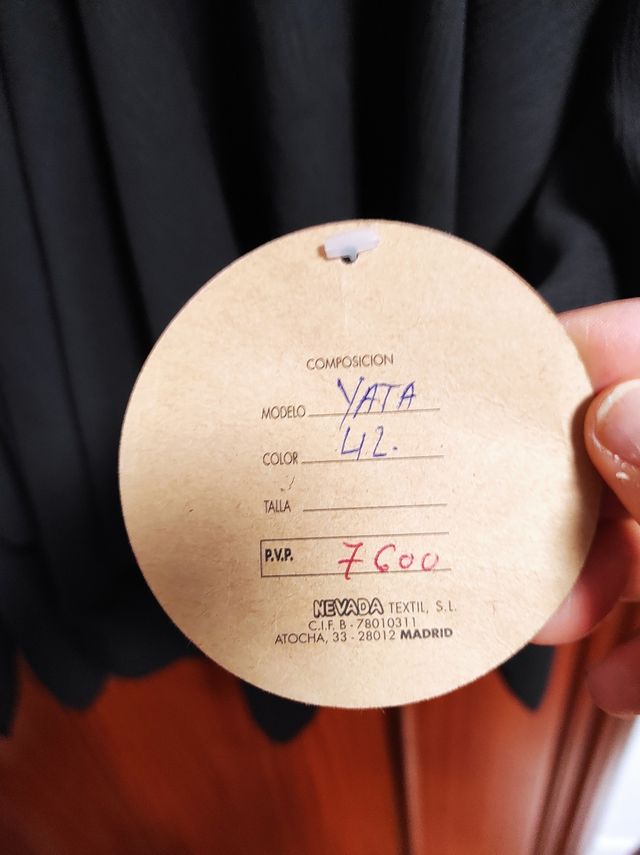 COMPOSICION
MODELO YATA
COLOR 42.
TALLA
P.V.P. 7600
NEVADA TEXTIL, S.L.
C.I.F. B - 78010311
ATOCHA, 33 - 28012 MADRID